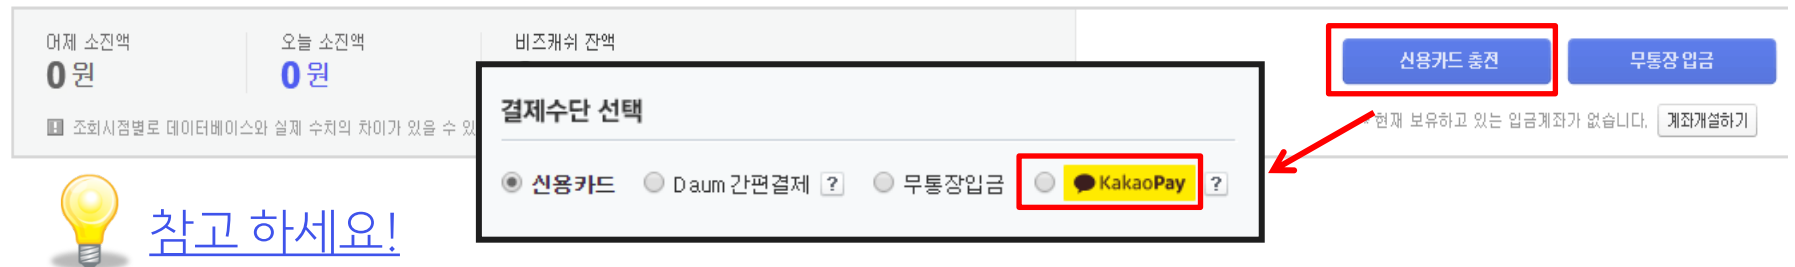 어제 소진액
0원
오늘 소진액
0원
비즈캐쉬 잔액
신용카드 충전
무통장 입금
조회시점별로 데이터베이스와 실제 수치의 차이가 있을 수 있
현재 보유하고 있는 입금계좌가 없습니다.
계좌개설하기
결제수단 선택
신용카드
Daum 간편결제 ?
무통장입금
KakaoPay ?
참고 하세요!